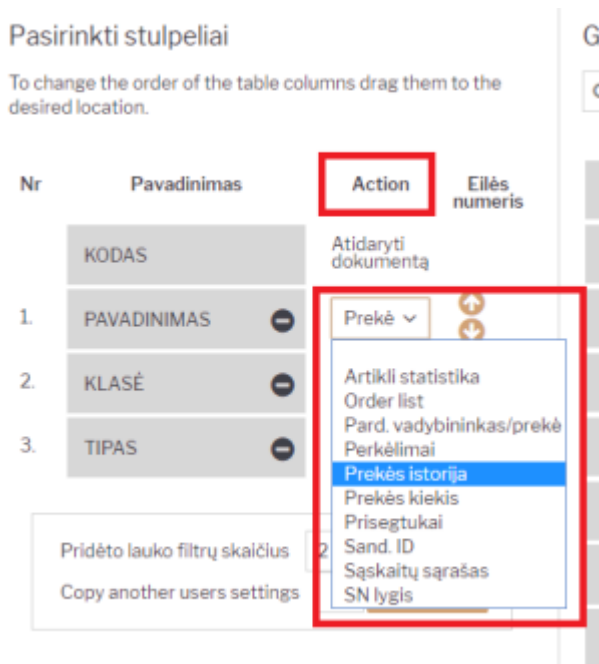 Pasirinkti stulpeliai
To change the order of the table columns drag them to the
desired location.
Nr Pavadinimas Action Eilės
numeris
KODAS Atidaryti
dokumentą
1. PAVADINIMAS Prekė
2. KLASĖ
3. TIPAS
Artikli statistika
Order list
Pard. vadybininkas/prekė
Perkėlimai
Prekės istorija
Prekės kiekis
Prisegtukai
Sand. ID
Sąskaitų sąrašas
SN lygis
Pridėto lauko filtrų skaičius 2
Copy another users settings